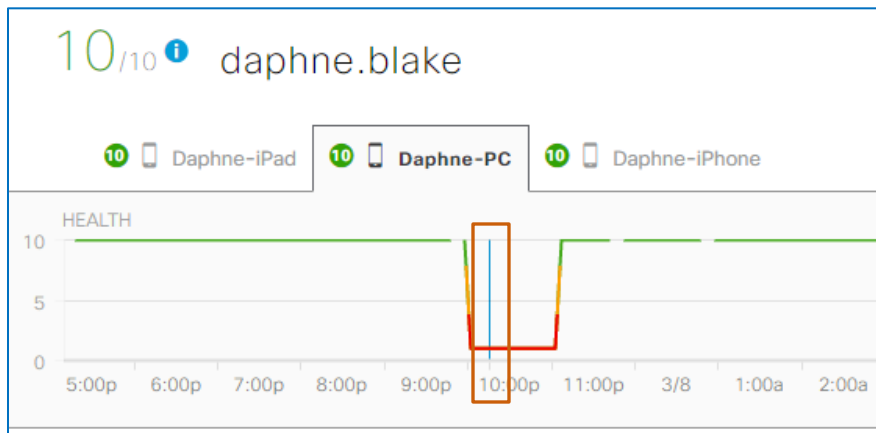 10/10 i daphne.blake
10 Daphne-iPad 10 Daphne-PC 10 Daphne-iPhone
HEALTH
10
5
0
5:00p 6:00p 7:00p 8:00p 9:00p 10:00p 11:00p 3/8 1:00a 2:00a